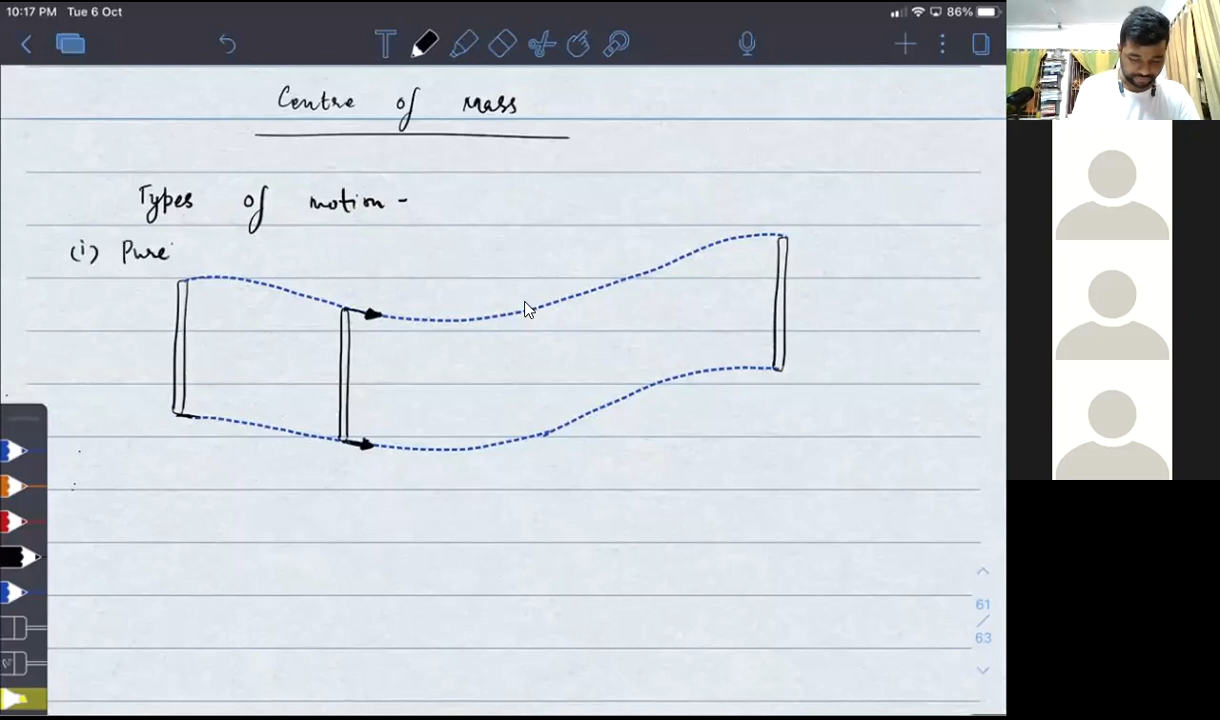 10:17 PM Tue 6 Oct 86%
Centre of mass
Types of motion -
(i) Pure
61
/
63